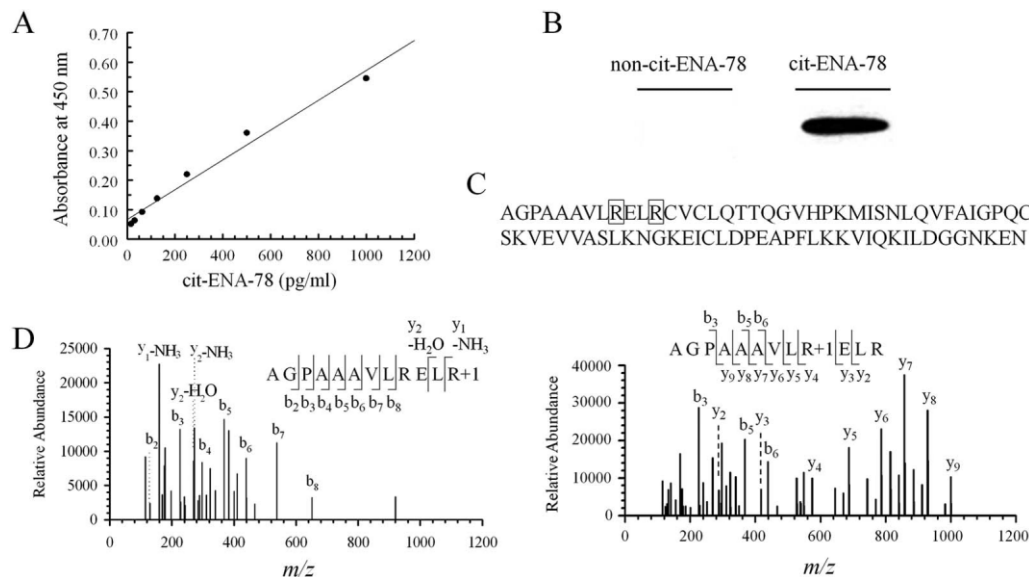 A
Absorbance at 450 nm
0.60
0.50
0.40
0.30
0.20
0.10
0.00
0 200 400 600 800 1000 1200
cit-ENA-78 (pg/ml)
B
non-cit-ENA-78 cit-ENA-78
C
AGPAAAVLRELRCVCLQTTQGVHPKMISNLQVFAIGPQC
SKVEVVASLKNGKEICLDPEAPFLKKVIQKILDGGNKEN
D
Relative Abundance
25000
20000
15000
10000
5000
0
0 200 400 600 800 1000 1200
m/z
y₁-NH₃
y₂-NH₃
y₂-H₂O
b₂
b₃
b₄
b₅
b₆
b₇
b₈
y₂ y₁
-H₂O -NH₃
AGPAAAVLRELR+1
b₂ b₃ b₄ b₅ b₆ b₇ b₈
Relative Abundance
40000
30000
20000
10000
0
0 200 400 600 800 1000 1200
m/z
b₃ b₅ b₆
AGPAAAVLR+1ELR
y₉ y₈ y₇ y₆ y₅ y₄ y₃ y₂
b₃
y₂
b₅
y₃
b₆
y₄
y₅
y₆
y₇
y₈
y₉